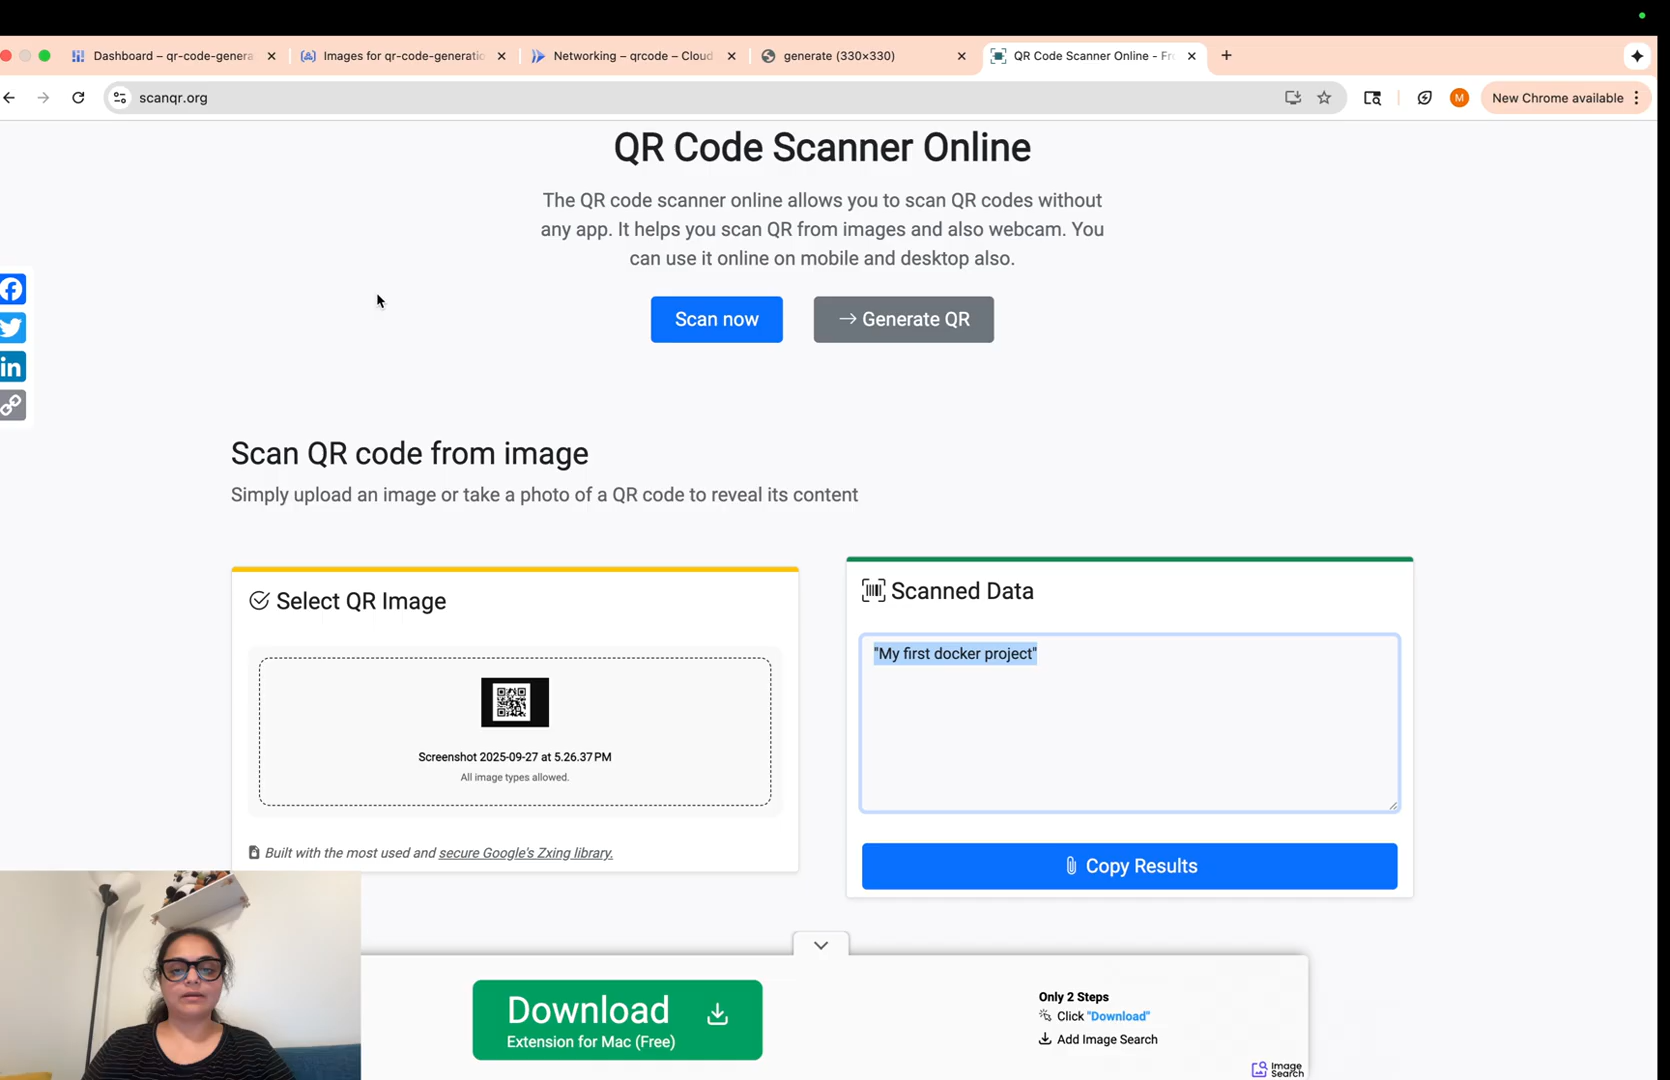 Dashboard – qr-code-genera
Images for qr-code-generatio
Networking – qrcode – Cloud
generate (330×330)
QR Code Scanner Online - Fr
scanqr.org
M
New Chrome available
QR Code Scanner Online
The QR code scanner online allows you to scan QR codes without
any app. It helps you scan QR from images and also webcam. You
can use it online on mobile and desktop also.
Scan now
Generate QR
Scan QR code from image
Simply upload an image or take a photo of a QR code to reveal its content
Select QR Image
Screenshot 2025-09-27 at 5.26.37 PM
All image types allowed.
Built with the most used and secure Google's Zxing library.
Scanned Data
"My first docker project"
Copy Results
Download
Extension for Mac (Free)
Only 2 Steps
Click "Download"
Add Image Search
Image
Search